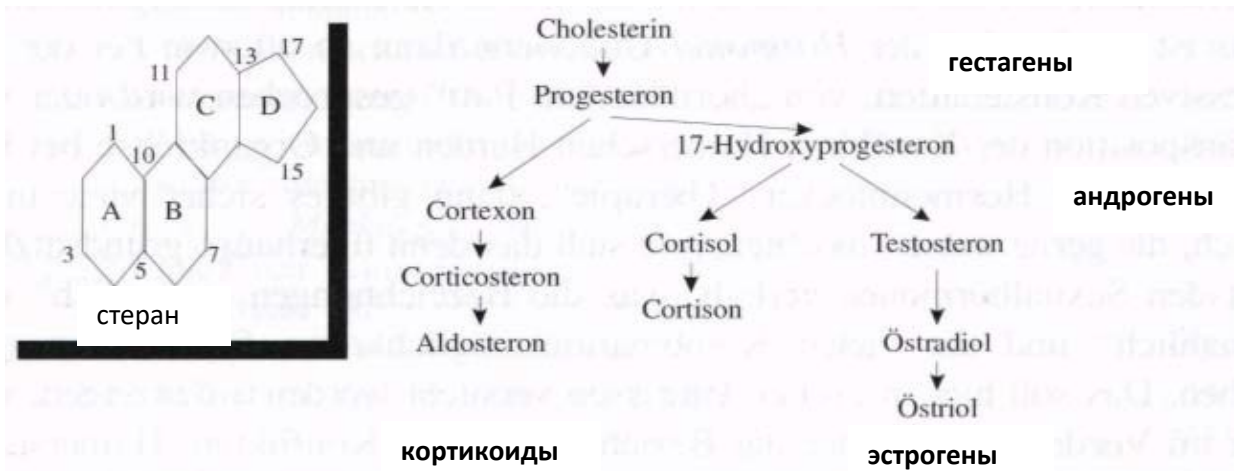 17
13
11
C
D
1
10
15
A
B
3
5
7
стеран
Cholesterin
гестагены
Progesteron
17-Hydroxyprogesteron
андрогены
Cortexon
Cortisol
Testosteron
Corticosteron
Cortison
Aldosteron
Östradiol
Östriol
кортикоиды
эстрогены